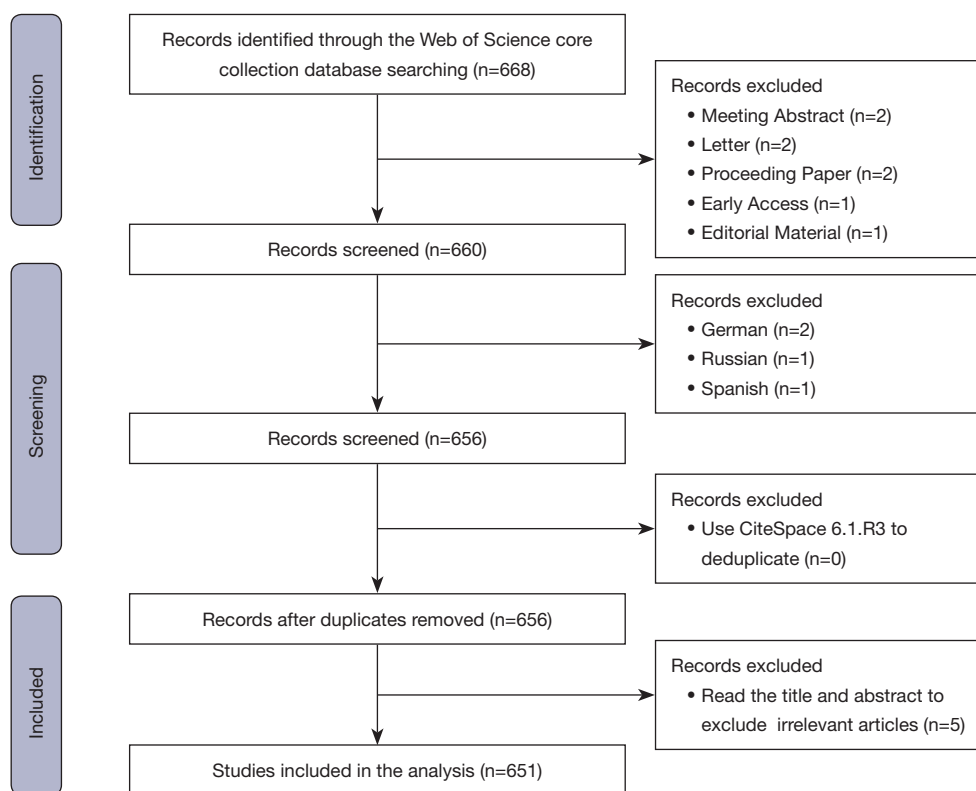 Identification
Records identified through the Web of Science core
collection database searching (n=668)
Records excluded
• Meeting Abstract (n=2)
• Letter (n=2)
• Proceeding Paper (n=2)
• Early Access (n=1)
• Editorial Material (n=1)
Records screened (n=660)
Screening
Records excluded
• German (n=2)
• Russian (n=1)
• Spanish (n=1)
Records screened (n=656)
Records excluded
• Use CiteSpace 6.1.R3 to
deduplicate (n=0)
Included
Records after duplicates removed (n=656)
Records excluded
• Read the title and abstract to
exclude irrelevant articles (n=5)
Studies included in the analysis (n=651)